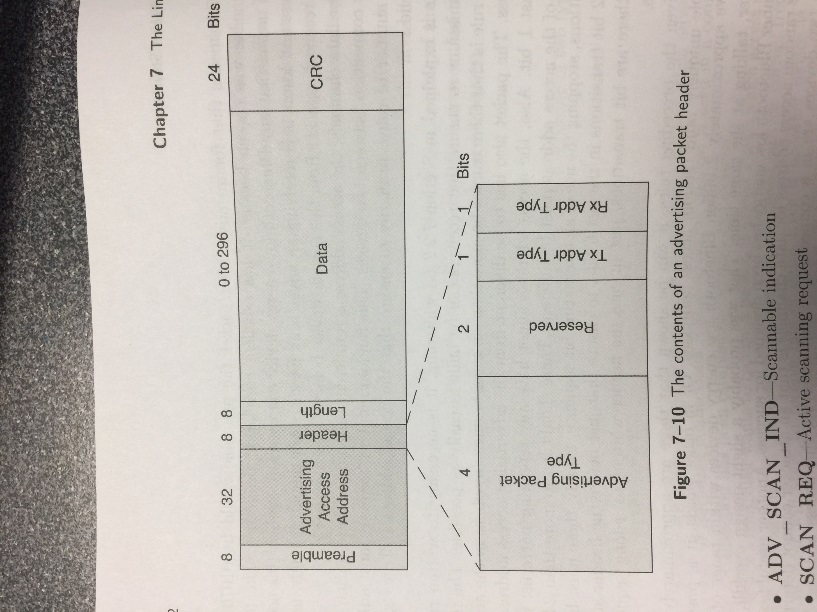 Chapter 7 The Lin
Bits
8 32 8 8 0 to 296 24
Preamble
Advertising
Access
Address
Header
Length
Data
CRC
Bits
4 2 1 1
Advertising Packet
Type
Reserved
Tx Addr Type
Rx Addr Type
Figure 7–10 The contents of an advertising packet header
• ADV_SCAN_IND—Scannable indication
• SCAN_REQ—Active scanning request